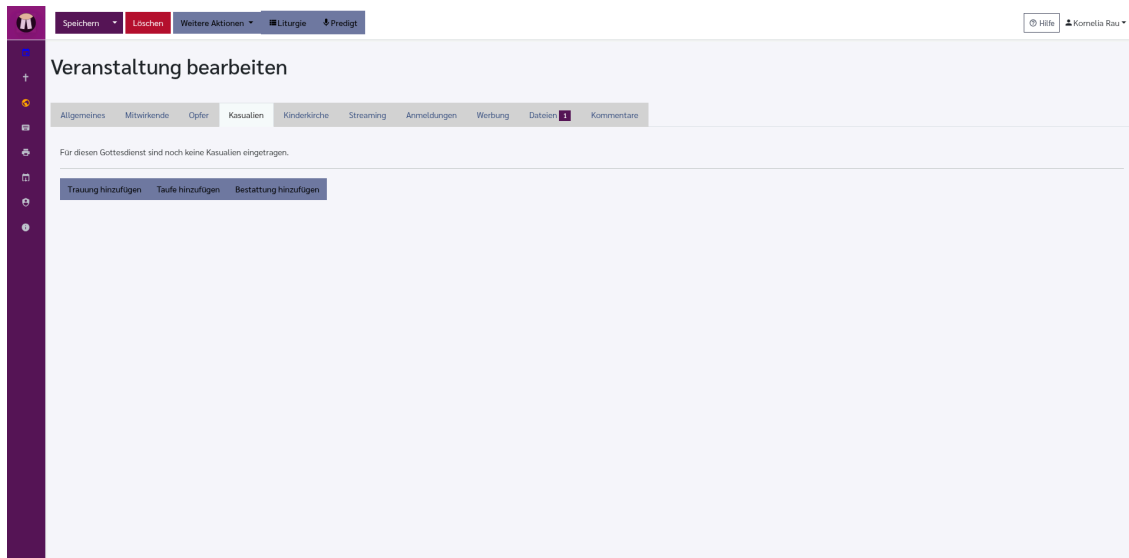 Speichern Löschen Weitere Aktionen Liturgie Predigt Hilfe Kornelia Rau
Veranstaltung bearbeiten
Allgemeines Mitwirkende Opfer Kasualien Kinderkirche Streaming Anmeldungen Werbung Dateien 1 Kommentare
Für diesen Gottesdienst sind noch keine Kasualien eingetragen.
Trauung hinzufügen Taufe hinzufügen Bestattung hinzufügen